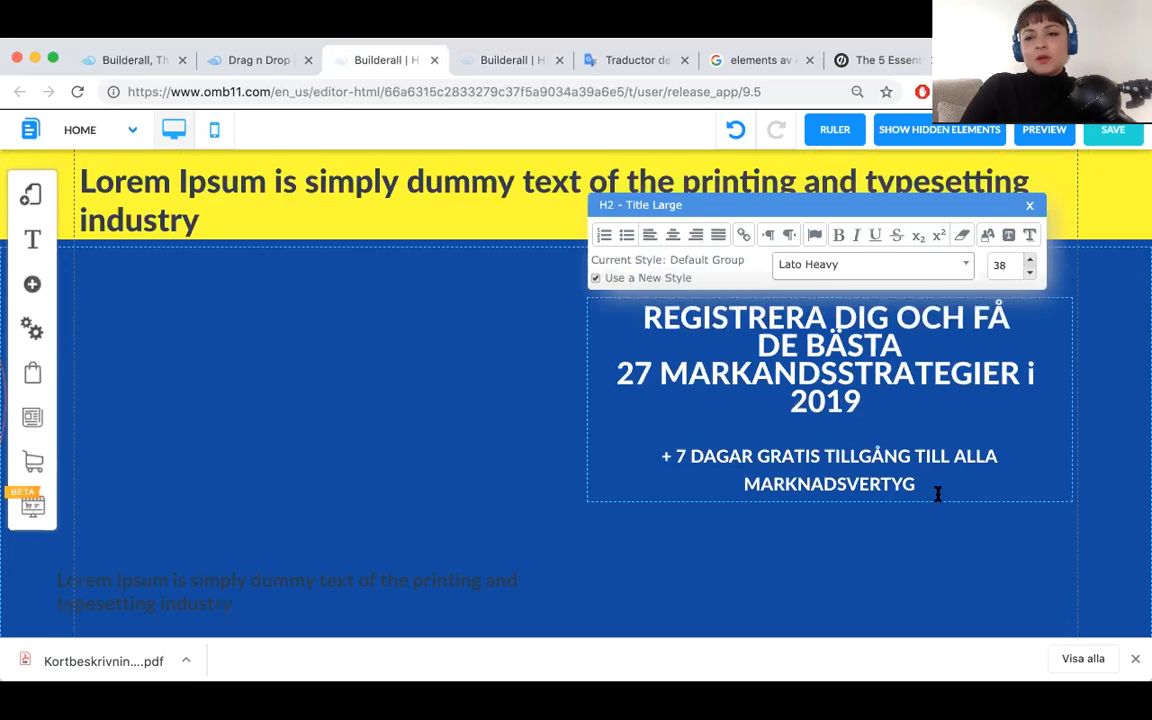 Builderall, Th
Drag n Drop
Builderall | H
Builderall | H
Traductor de
elements av
The 5 Essen
https://www.omb11.com/en_us/editor-html/66a6315c2833279c37f5a9034a39a6e5/t/user/release_app/9.5
HOME
RULER
SHOW HIDDEN ELEMENTS
PREVIEW
SAVE
Lorem Ipsum is simply dummy text of the printing and typesetting
industry
H2 - Title Large
x
Current Style: Default Group
Use a New Style
Lato Heavy
38
REGISTRERA DIG OCH FÅ
DE BÄSTA
27 MARKANDSSTRATEGIER i
2019
+ 7 DAGAR GRATIS TILLGÅNG TILL ALLA
MARKNADSVERTYG
BETA
Lorem Ipsum is simply dummy text of the printing and
typesetting industry
Kortbeskrivnin....pdf
Visa alla